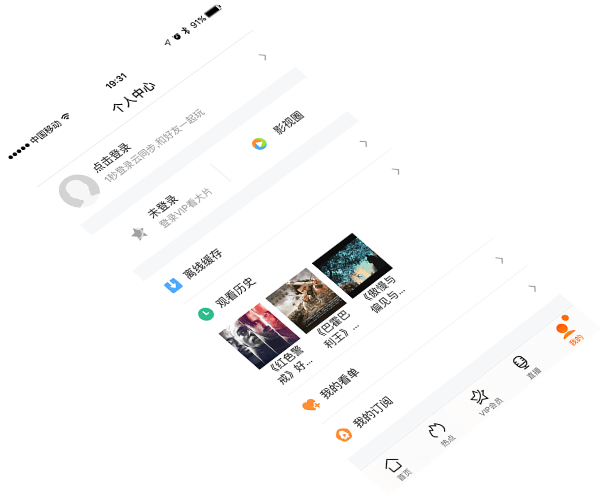 中国移动
19:31
91%
个人中心
点击登录
1秒登录云同步,和好友一起玩
未登录
登录VIP看大片
影视圈
离线缓存
观看历史
《红色警
戒》好...
《巴霍巴
利王》...
《傲慢与
偏见与...
我的看单
我的订阅
首页
热点
VIP会员
直播
我的